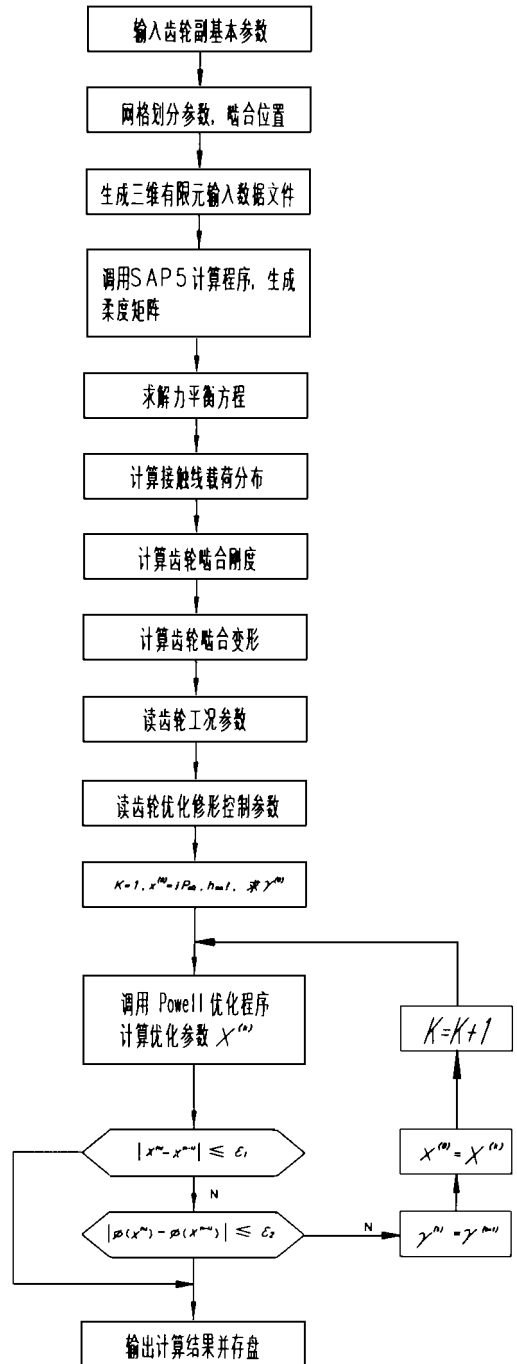 输入齿轮副基本参数
网格划分参数, 啮合位置
生成三维有限元输入数据文件
调用SAP5计算程序, 生成
柔度矩阵
求解力平衡方程
计算接触线载荷分布
计算齿轮啮合刚度
计算齿轮啮合变形
读齿轮工况参数
读齿轮优化修形控制参数
K=1, x⁽⁰⁾= 求 γ⁽⁰⁾
调用 Powell 优化程序
计算优化参数 X⁽ᵏ⁾
K=K+1
| ≤ ε₁
X⁽⁰⁾=X⁽ᵏ⁾
N
| ≤ ε₂
N
输出计算结果并存盘